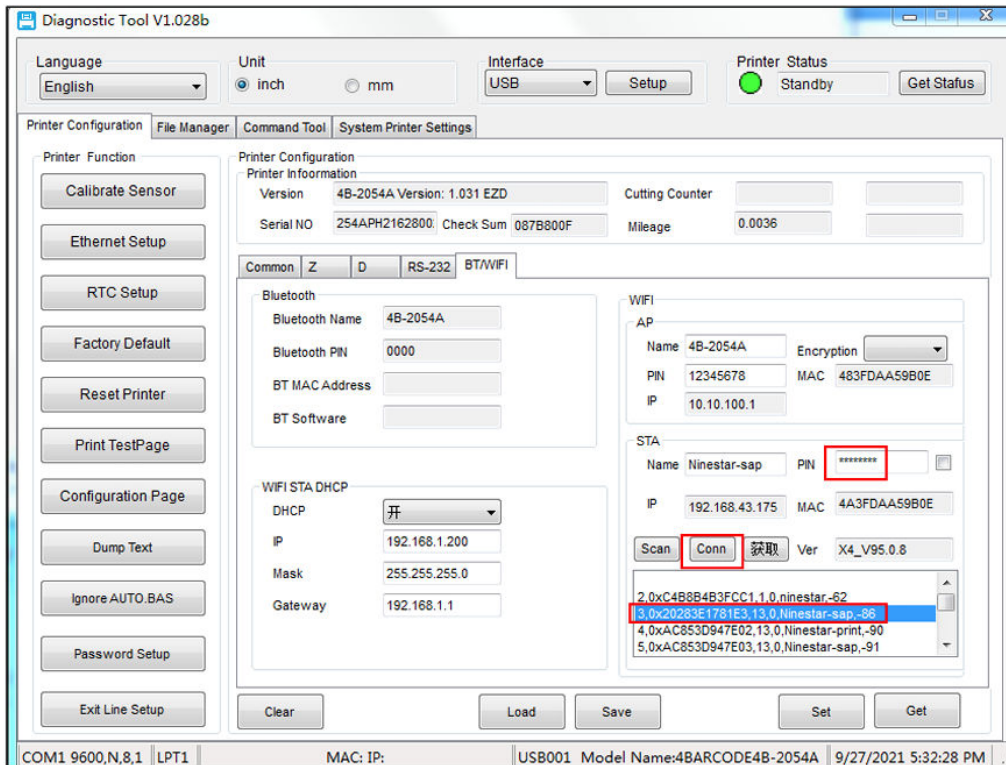 Diagnostic Tool V1.028b
Language
English
Unit
inch
mm
Interface
USB
Setup
Printer Status
Standby
Get Stafus
Printer Configuration
File Manager
Command Tool
System Printer Settings
Printer Function
Calibrate Sensor
Ethernet Setup
RTC Setup
Factory Default
Reset Printer
Print TestPage
Configuration Page
Dump Text
Ignore AUTO.BAS
Password Setup
Exit Line Setup
Printer Configuration
Printer Infoormation
Version 4B-2054A Version: 1.031 EZD
Cutting Counter
Serial NO 254APH2162800 Check Sum 087B800F
Mileage 0.0036
Common Z D RS-232 BT/WIFI
Bluetooth
Bluetooth Name 4B-2054A
Bluetooth PIN 0000
BT MAC Address
BT Software
WIFI STA DHCP
DHCP 开
IP 192.168.1.200
Mask 255.255.255.0
Gateway 192.168.1.1
WIFI
AP
Name 4B-2054A Encryption
PIN 12345678 MAC 483FDAA59B0E
IP 10.10.100.1
STA
Name Ninestar-sap PIN ********
IP 192.168.43.175 MAC 4A3FDAA59B0E
Scan Conn 获取 Ver X4_V95.0.8
2,0xC4B8B4B3FCC1,1,0,ninestar,-62
3,0x20283E1781E3,13,0,Ninestar-sap,-86
4,0xAC853D947E02,13,0,Ninestar-print,-90
5,0xAC853D947E03,13,0,Ninestar-sap,-91
Clear Load Save Set Get
COM1 9600,N,8,1 LPT1 MAC: IP: USB001 Model Name:4BARCODE4B-2054A 9/27/2021 5:32:28 PM